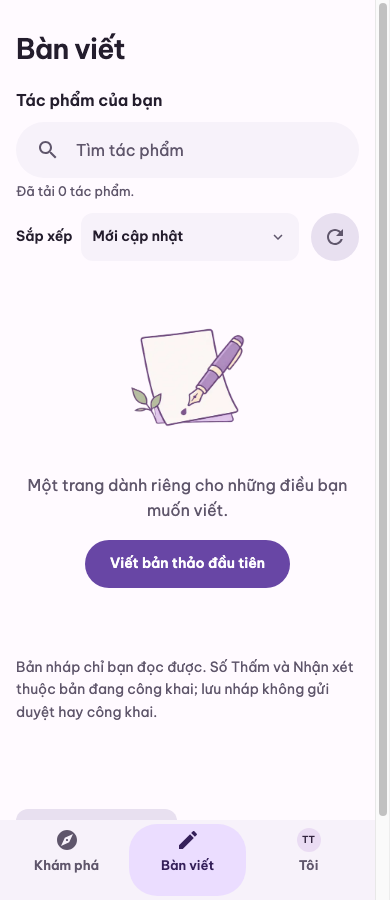 Bàn viết
Tác phẩm của bạn
Tìm tác phẩm
Đã tải 0 tác phẩm.
Sắp xếp
Mới cập nhật
Một trang dành riêng cho những điều bạn
muốn viết.
Viết bản thảo đầu tiên
Bản nháp chỉ bạn đọc được. Số Thấm và Nhận xét
thuộc bản đang công khai; lưu nháp không gửi
duyệt hay công khai.
Khám phá
Bàn viết
TT
Tôi